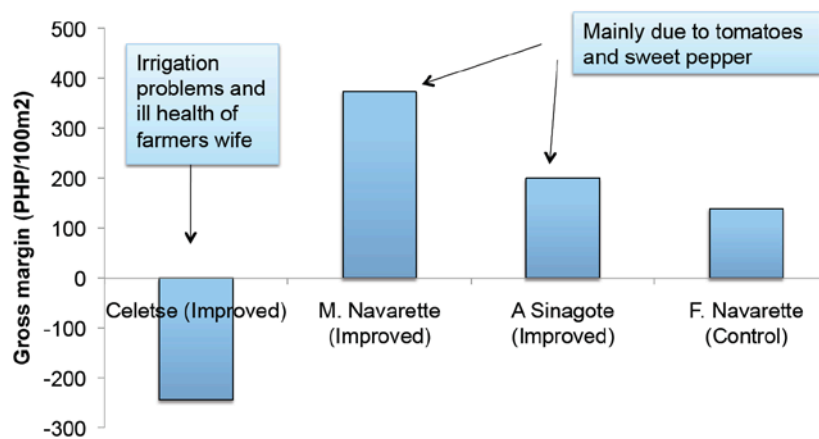 Gross margin (PHP/100m2)
500
400
300
200
100
0
-100
-200
-300
Irrigation
problems and
ill health of
farmers wife
Mainly due to tomatoes
and sweet pepper
Celetse (Improved)
M. Navarette
(Improved)
A Sinagote
(Improved)
F. Navarette
(Control)